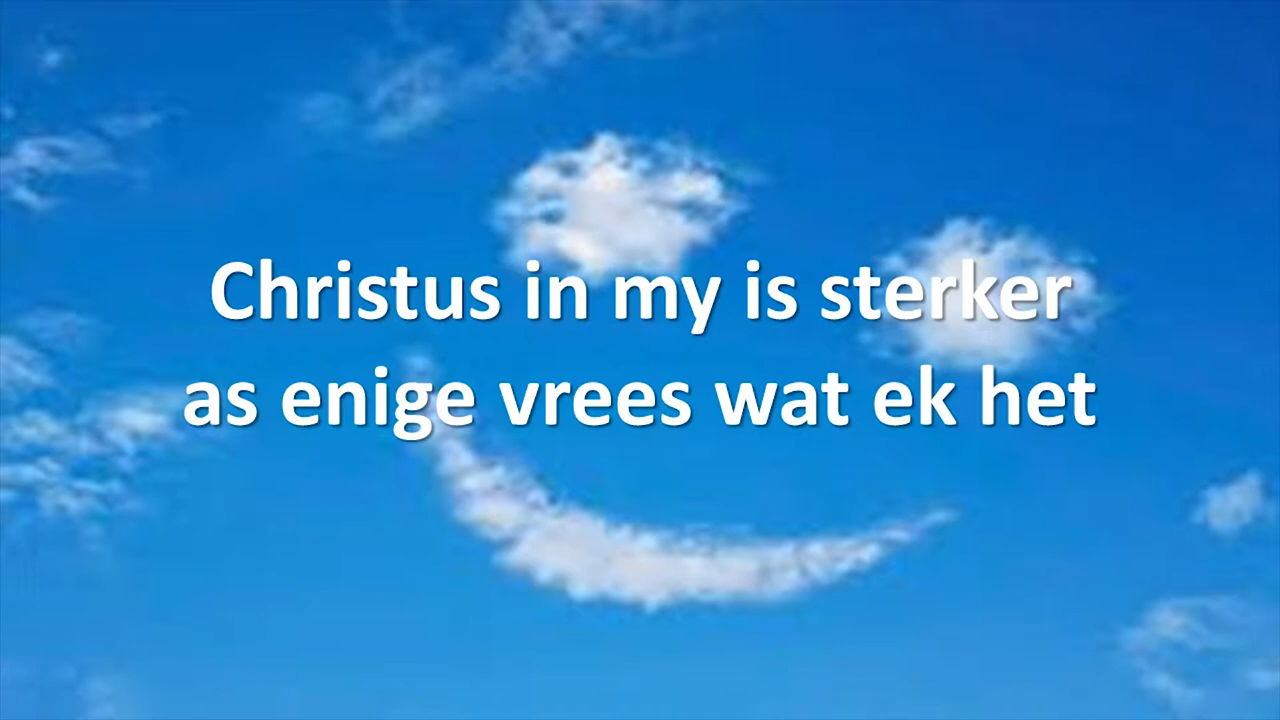 Christus in my is sterker
as enige vrees wat ek het